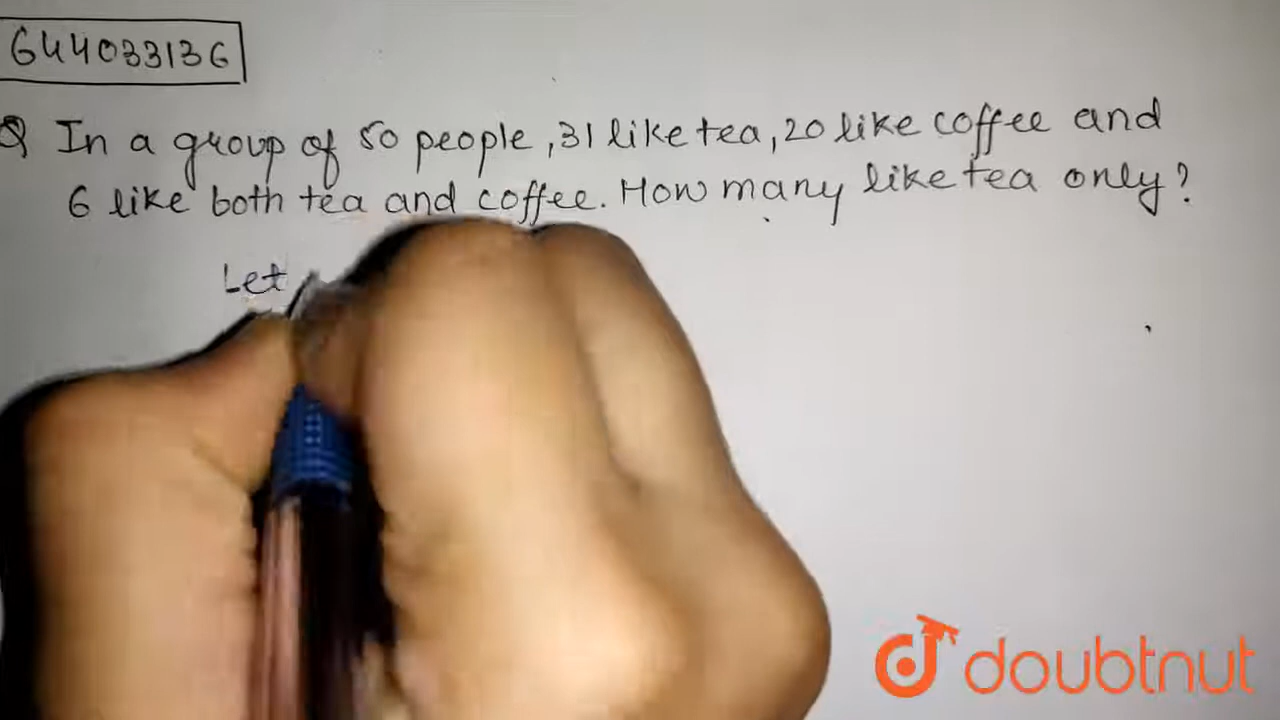 64403313G
Q In a group of 50 people, 31 like tea, 20 like coffee and
6 like both tea and coffee. How many like tea only?
Let
doubtnut